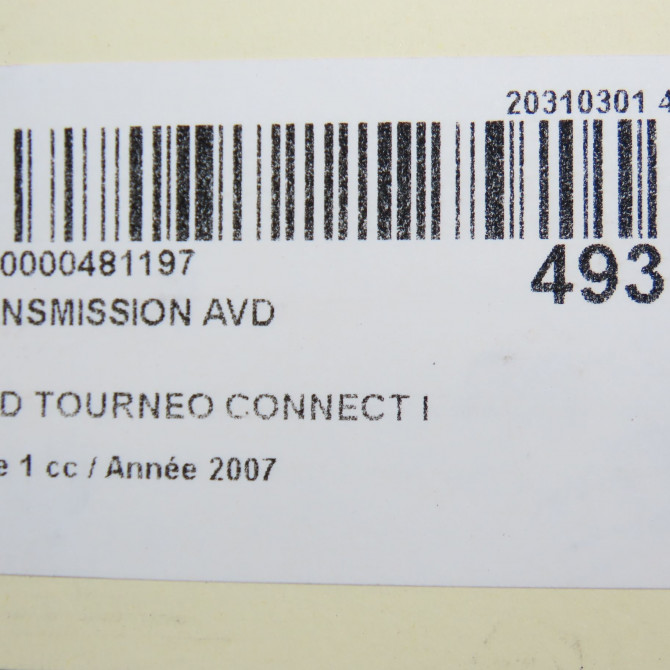 20310301 4
0000481197
493
NSMISSION AVD
D TOURNEO CONNECT I
e 1 cc / Année 2007